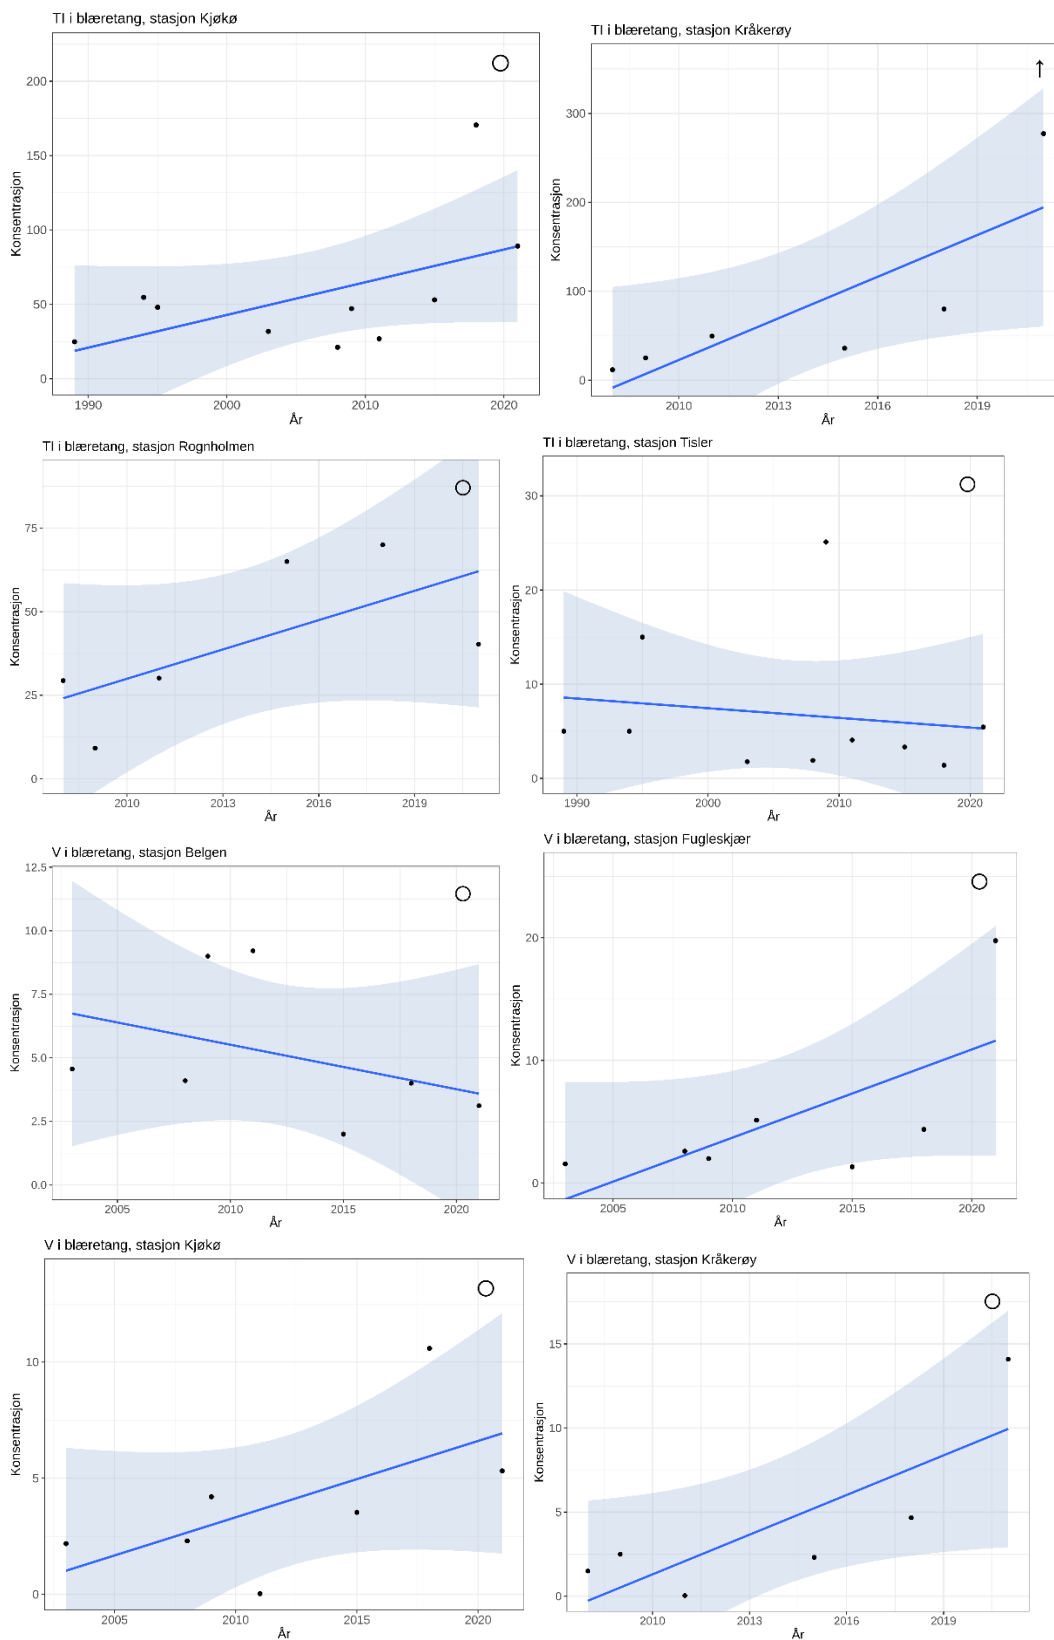 TI i blæretang, stasjon Kjøkø
Konsentrasjon
200
150
100
50
0
1990 2000 2010 2020
År
TI i blæretang, stasjon Kråkerøy
↑
Konsentrasjon
300
200
100
0
2010 2013 2016 2019
År
TI i blæretang, stasjon Rognholmen
Konsentrasjon
75
50
25
0
2010 2013 2016 2019
År
TI i blæretang, stasjon Tisler
Konsentrasjon
30
20
10
0
1990 2000 2010 2020
År
V i blæretang, stasjon Belgen
Konsentrasjon
12.5
10.0
7.5
5.0
2.5
0.0
2005 2010 2015 2020
År
V i blæretang, stasjon Fugleskjær
Konsentrasjon
20
10
0
2005 2010 2015 2020
År
V i blæretang, stasjon Kjøkø
Konsentrasjon
10
5
0
2005 2010 2015 2020
År
V i blæretang, stasjon Kråkerøy
Konsentrasjon
15
10
5
0
2010 2013 2016 2019
År